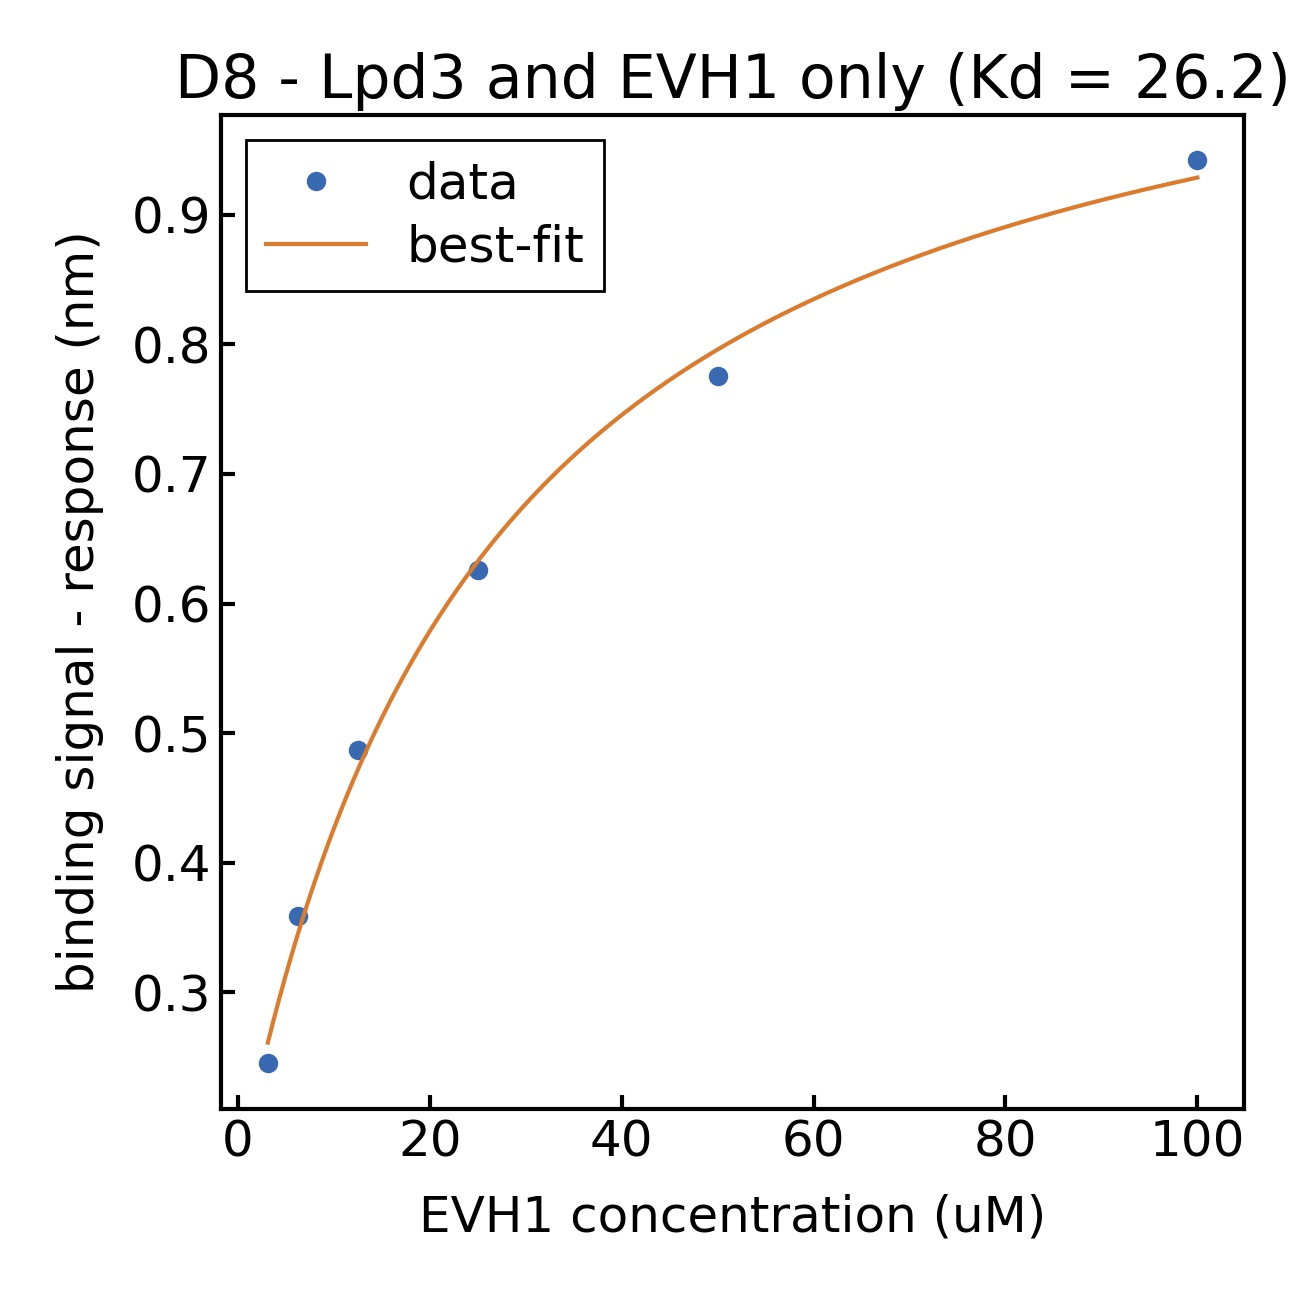 D8 - Lpd3 and EVH1 only (Kd = 26.2)
data
best-fit
binding signal - response (nm)
0.9
0.8
0.7
0.6
0.5
0.4
0.3
0 20 40 60 80 100
EVH1 concentration (uM)